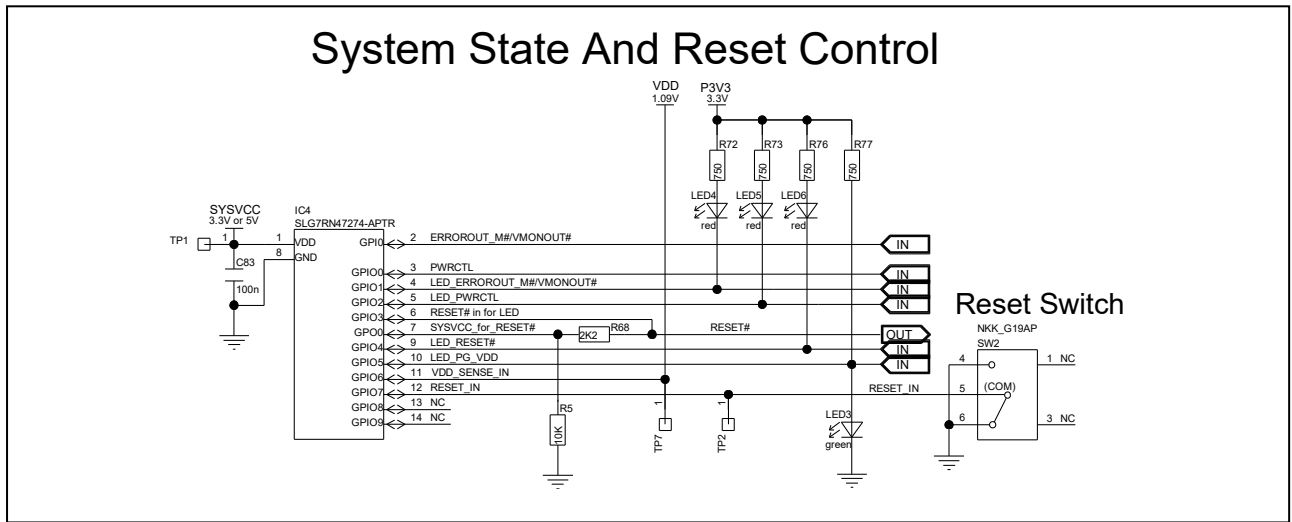 System State And Reset Control
VDD
1.09V
P3V3
3.3V
R72
750
R73
750
R76
750
R77
750
LED4
red
LED5
red
LED6
red
SYSVCC
3.3V or 5V
IC4
SLG7RN47274-APTR
TP1
1
1
VDD
8
GND
C83
100n
GPI0
2
ERROROUT_M#/VMONOUT#
IN
GPIO0
3
PWRCTL
IN
GPIO1
4
LED_ERROROUT_M#/VMONOUT#
IN
GPIO2
5
LED_PWRCTL
IN
GPIO3
6
RESET# in for LED
GPO0
7
SYSVCC_for_RESET#
2K2
R68
RESET#
OUT
GPIO4
9
LED_RESET#
IN
GPIO5
10
LED_PG_VDD
IN
GPIO6
11
VDD_SENSE_IN
GPIO7
12
RESET_IN
RESET_IN
GPIO8
13
NC
GPIO9
14
NC
R5
10K
1
TP7
1
TP2
LED3
green
Reset Switch
NKK_G19AP
SW2
4
1
NC
5
(COM)
6
3
NC